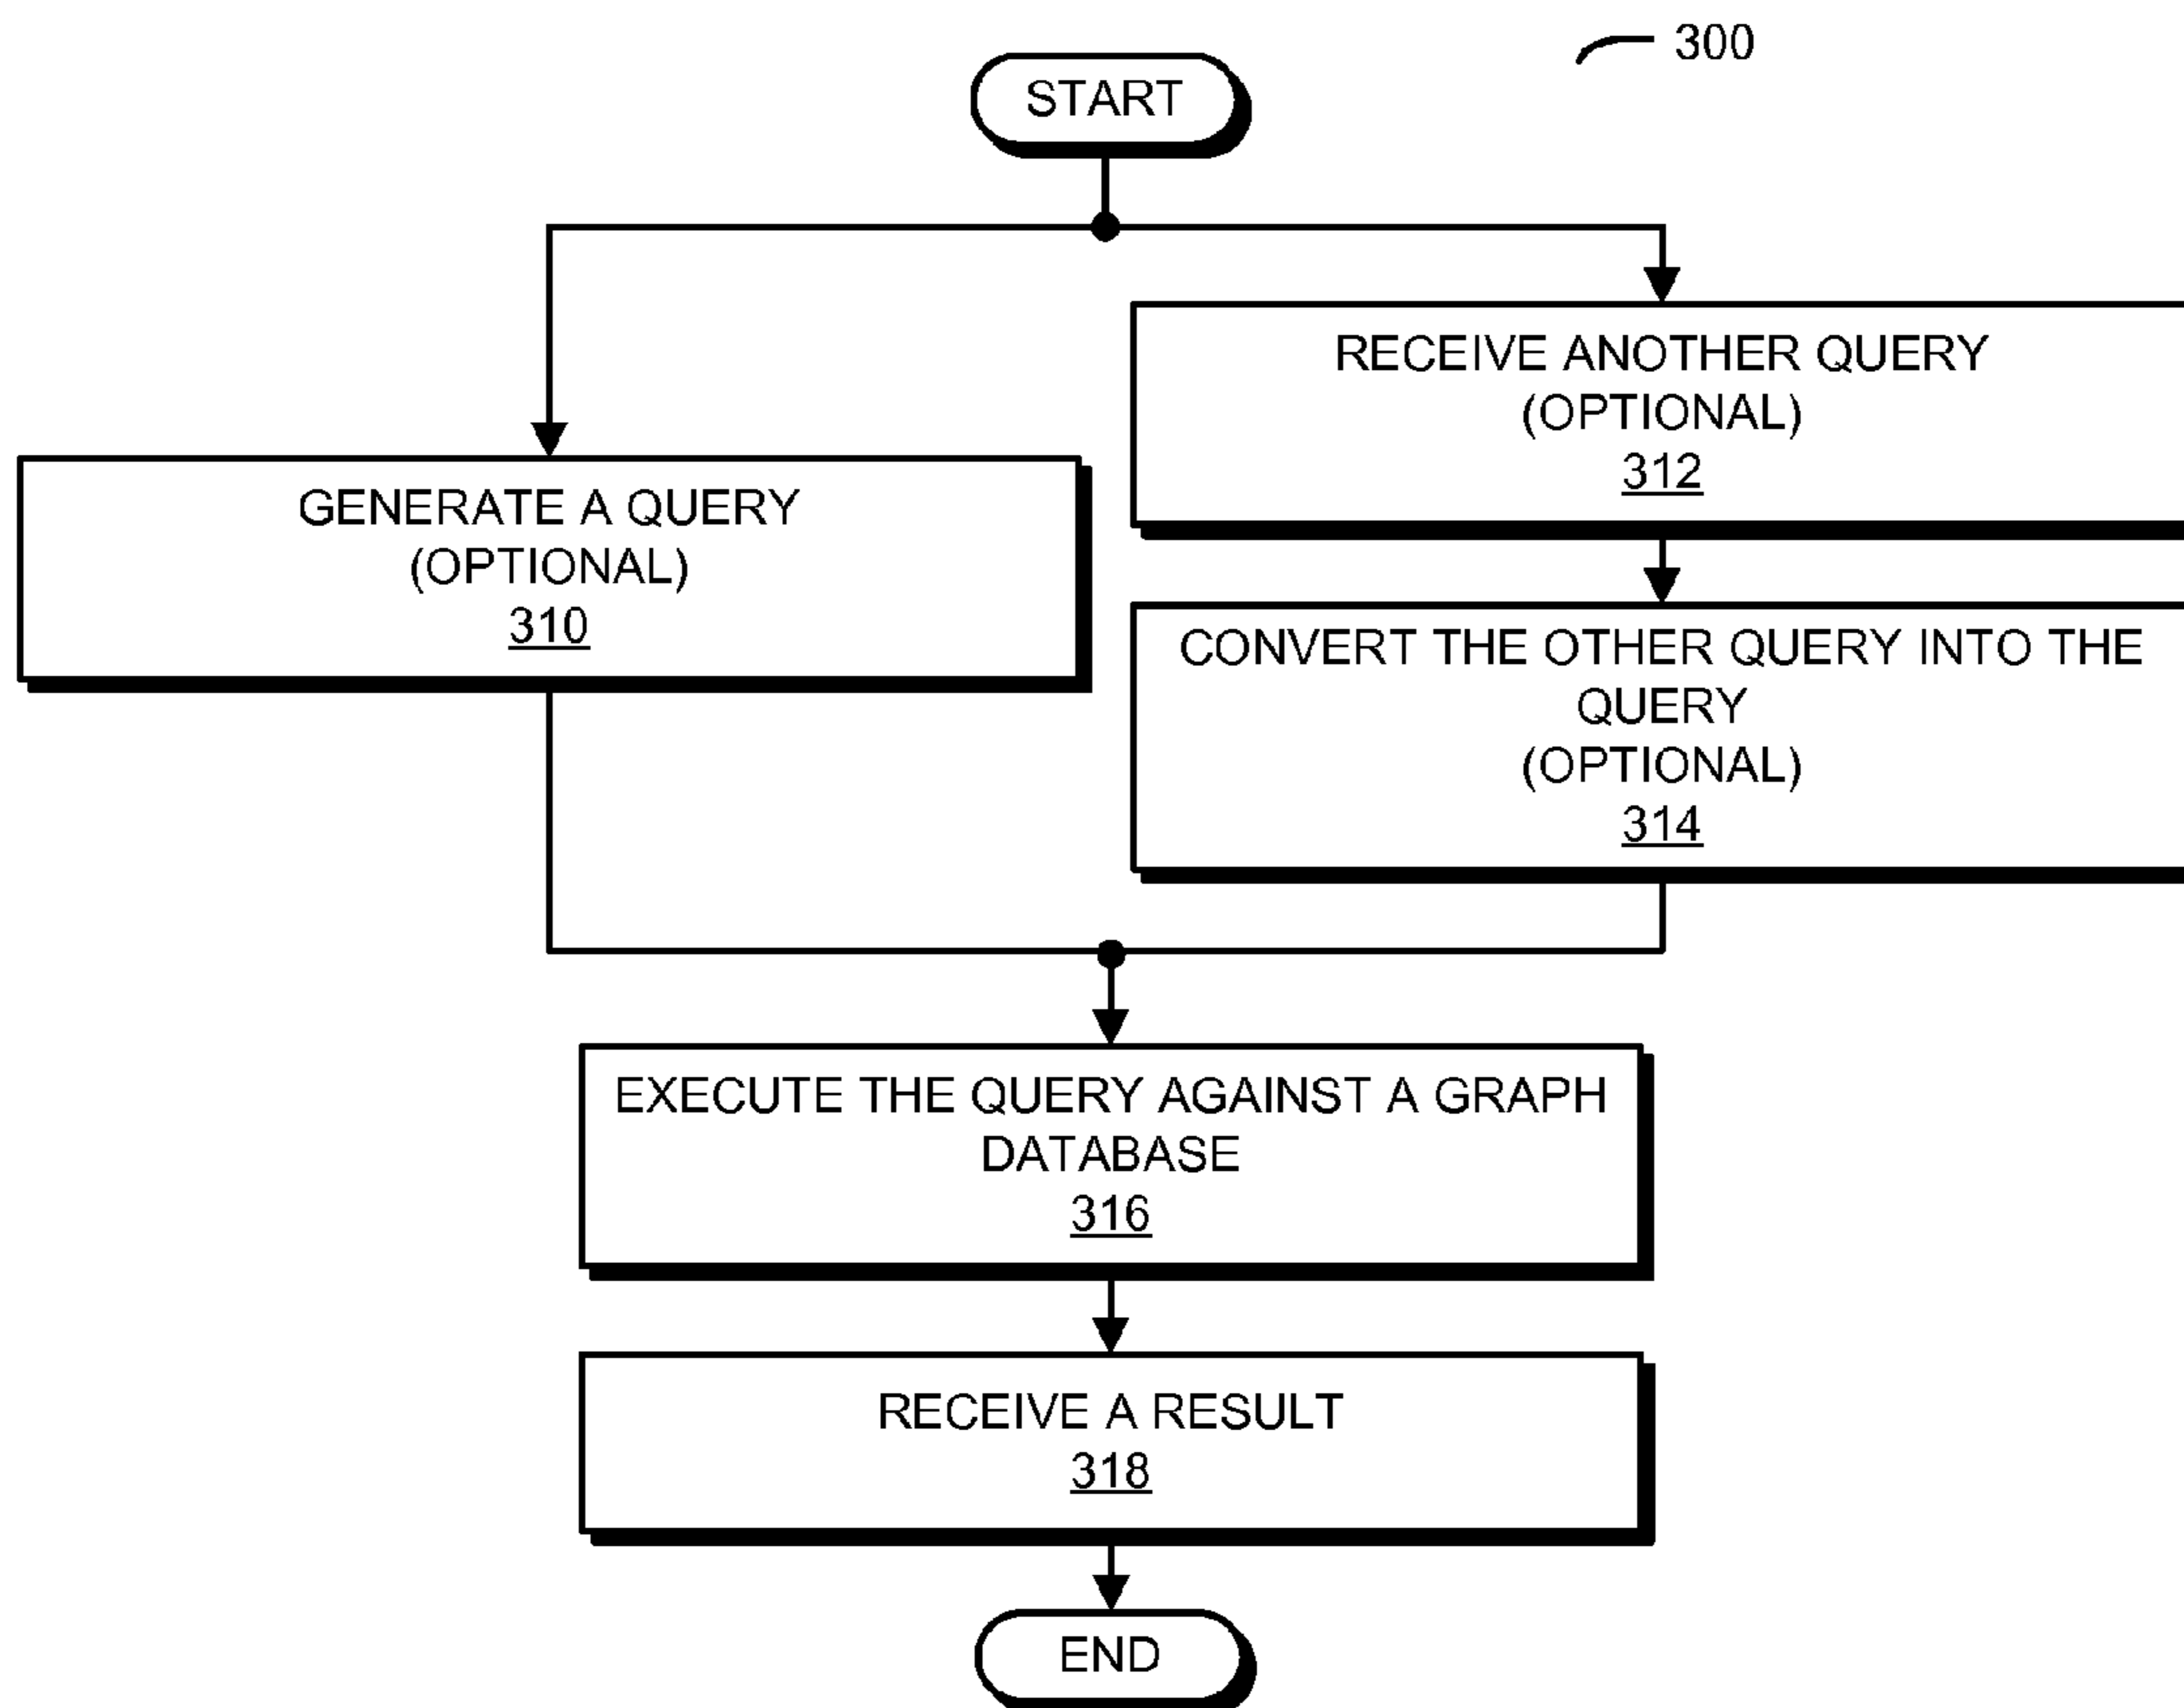 300
START
RECEIVE ANOTHER QUERY
(OPTIONAL)
312
GENERATE A QUERY
(OPTIONAL)
310
CONVERT THE OTHER QUERY INTO THE
QUERY
(OPTIONAL)
314
EXECUTE THE QUERY AGAINST A GRAPH
DATABASE
316
RECEIVE A RESULT
318
END